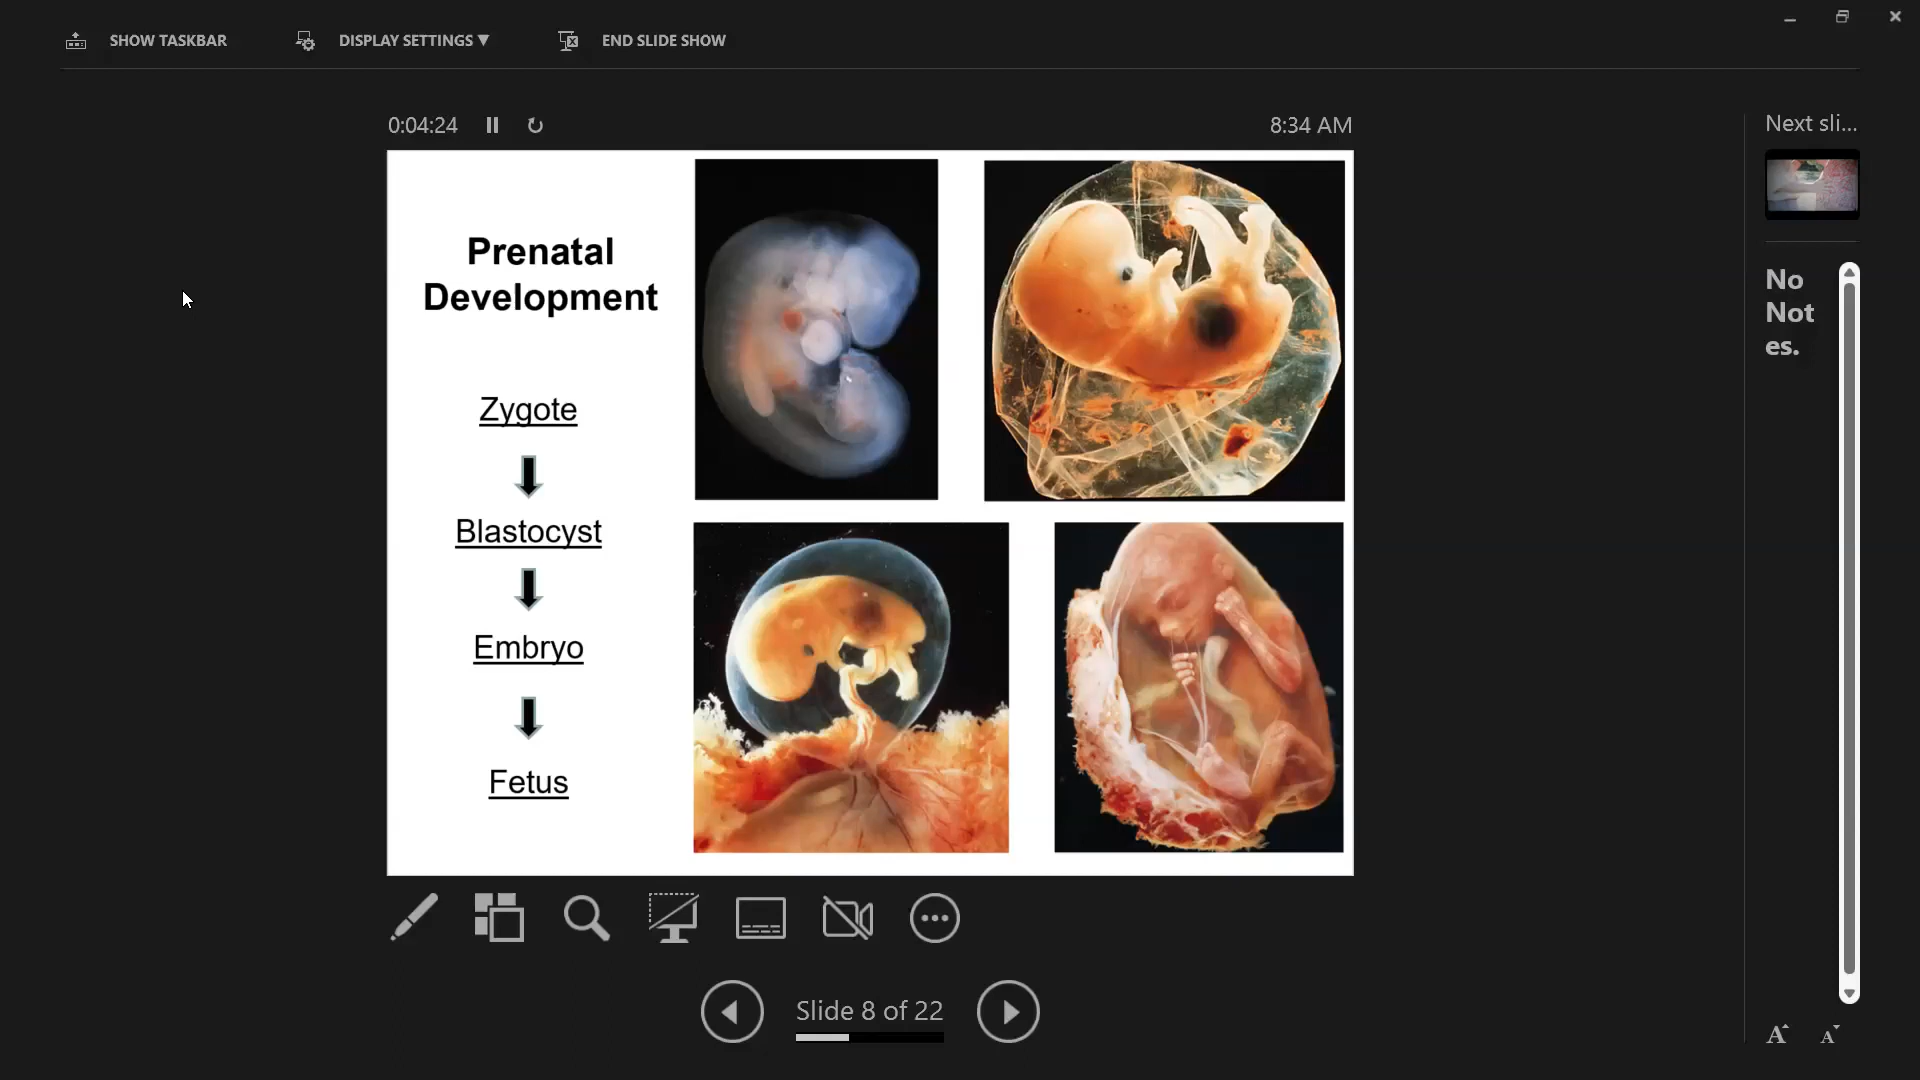 SHOW TASKBAR
DISPLAY SETTINGS ▼
END SLIDE SHOW
0:04:24
8:34 AM
Next sli...
Prenatal
Development
Zygote
Blastocyst
Embryo
Fetus
No
Not
es.
Slide 8 of 22
A
A